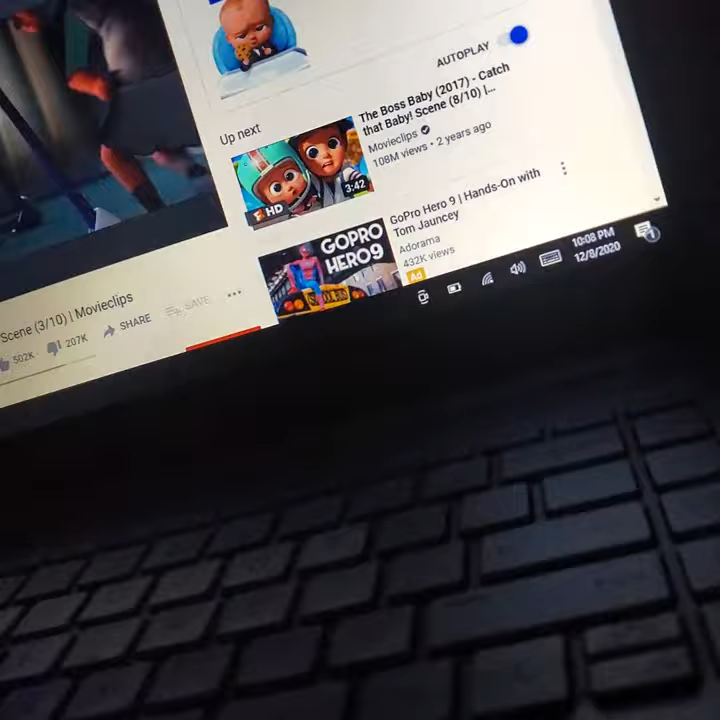 AUTOPLAY
Up next
The Boss Baby (2017) - Catch
that Baby! Scene (8/10) |...
Movieclips
108M views • 2 years ago
HD
3:42
GoPro Hero 9 | Hands-On with
Tom Jauncey
Adorama
432K views
Ad
GOPRO
HERO9
Scene (3/10) | Movieclips
502K
207K
SHARE
SAVE
10:08 PM
12/8/2020
1